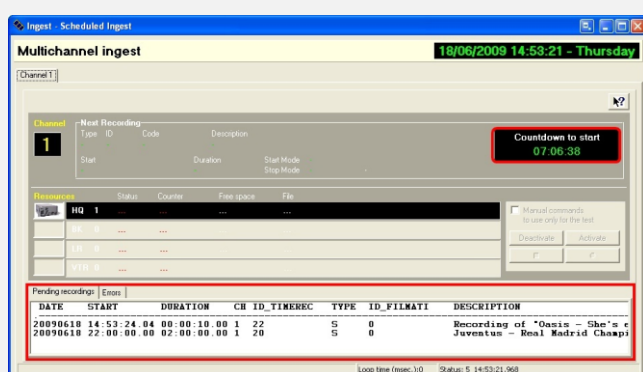 Ingest - Scheduled Ingest
Multichannel ingest
18/06/2009 14:53:21 - Thursday
Channel 1
Channel
1
Next Recording
Type ID Code Description
Start Duration Start Mode
Stop Mode
Countdown to start
07:06:38
Resources Status Counter Free space File
HQ 1 ... ... ... ...
0 ... ...
LR 0 ... ...
VTR 0 ... ...
Manual commands
to use only for the test
Deactivate Activate
Pending recordings Errors
DATE START DURATION CH ID_TIMEREC TYPE ID_FILMATI DESCRIPTION
20090618 14:53:24.04 00:00:10.00 1 22 S 0 Recording of "Oasis - She's e
20090618 22:00:00.00 02:00:00.00 1 20 S 0 Juventus - Real Madrid Champi
Loop time (msec.):0 Status: 5 14:53:21.968